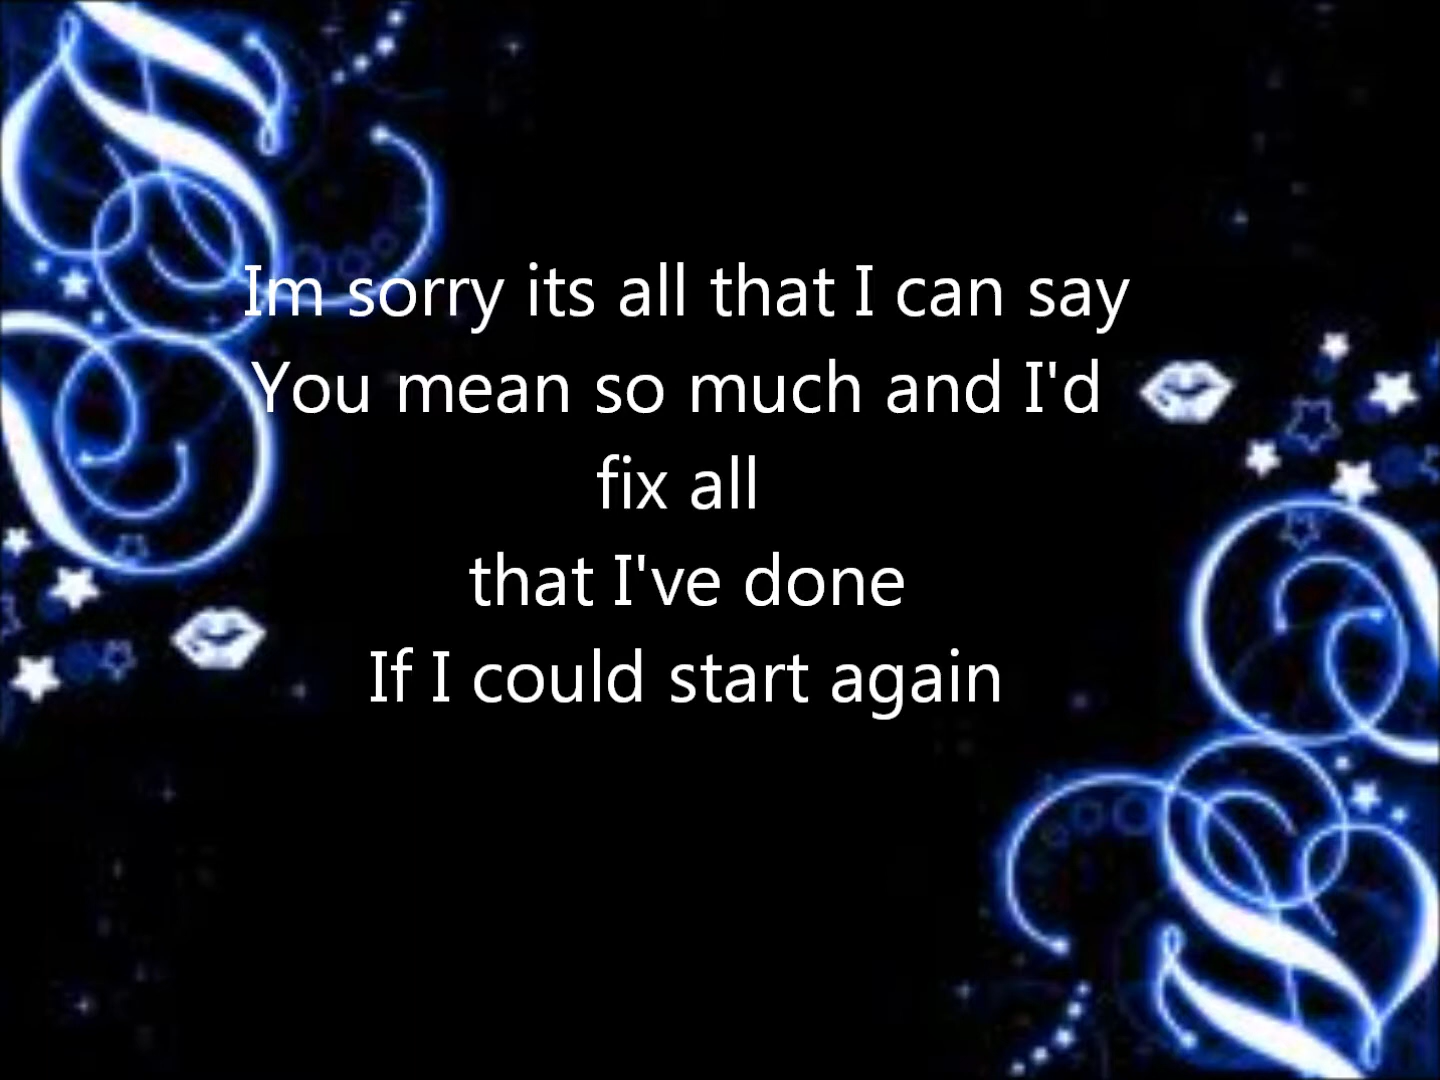 Im sorry its all that I can say
You mean so much and I'd
fix all
that I've done
If I could start again